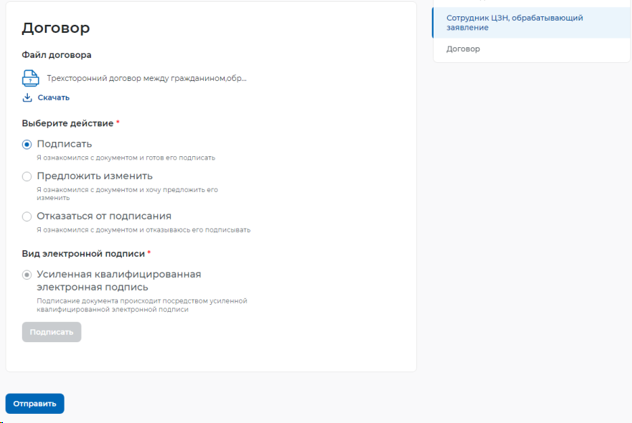 Договор
Файл договора
Трехсторонний договор между гражданином,обр...
Скачать
Выберите действие *
Подписать
Я ознакомился с документом и готов его подписать
Предложить изменить
Я ознакомился с документом и хочу предложить его
изменить
Отказаться от подписания
Я ознакомился с документом и отказываюсь его подписывать
Вид электронной подписи *
Усиленная квалифицированная
электронная подпись
Подписание документа происходит посредством усиленной
квалифицированной электронной подписи
Подписать
Отправить
Сотрудник ЦЗН, обрабатывающий
заявление
Договор